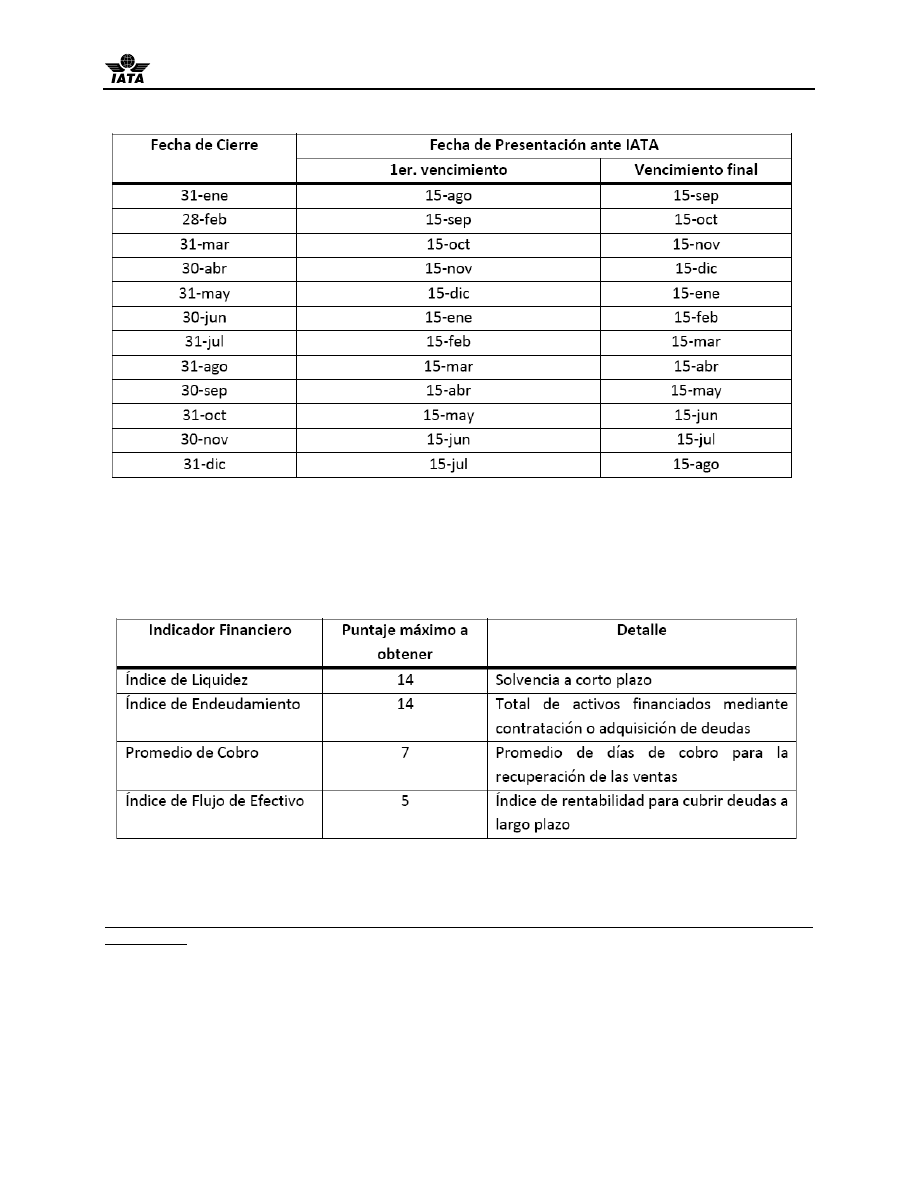 IATA
Fecha de Cierre Fecha de Presentación ante IATA
1er. vencimiento Vencimiento final
31-ene 15-ago 15-sep
28-feb 15-sep 15-oct
31-mar 15-oct 15-nov
30-abr 15-nov 15-dic
31-may 15-dic 15-ene
30-jun 15-ene 15-feb
31-jul 15-feb 15-mar
31-ago 15-mar 15-abr
30-sep 15-abr 15-may
31-oct 15-may 15-jun
30-nov 15-jun 15-jul
31-dic 15-jul 15-ago
Indicador Financiero Puntaje máximo a Detalle
obtener
Índice de Liquidez 14 Solvencia a corto plazo
Índice de Endeudamiento 14 Total de activos financiados mediante
contratación o adquisición de deudas
Promedio de Cobro 7 Promedio de días de cobro para la
recuperación de las ventas
Índice de Flujo de Efectivo 5 Índice de rentabilidad para cubrir deudas a
largo plazo